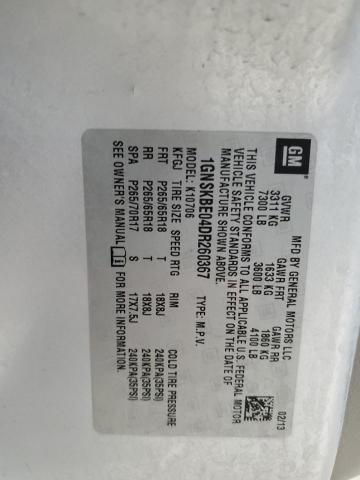 GM
MFD BY GENERAL MOTORS LLC
02/13
GVWR GAWR FRT GAWR RR
3311 KG 1633 KG 1860 KG
7300 LB 3600 LB 4100 LB
THIS VEHICLE CONFORMS TO ALL APPLICABLE U.S. FEDERAL MOTOR
VEHICLE SAFETY STANDARDS IN EFFECT ON THE DATE OF
MANUFACTURE SHOWN ABOVE.
1GNSKBE04DR280367 TYPE: M.P.V.
MODEL: K10706
KFGJ TIRE SIZE SPEED RTG RIM COLD TIRE PRESSURE
FRT P265/65R18 T 18X8J 240KPA(35PSI)
RR P265/65R18 T 18X8J 240KPA(35PSI)
SPA P265/70R17 S 17X7.5J 240KPA(35PSI)
SEE OWNER'S MANUAL FOR MORE INFORMATION